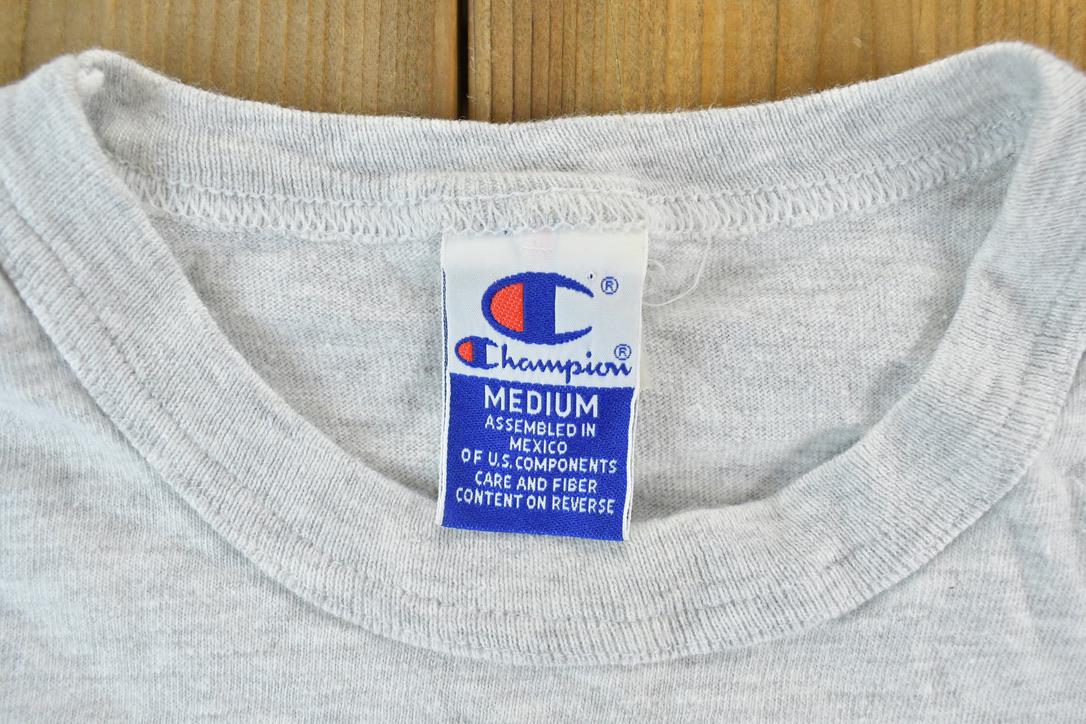 C®
Champion®
MEDIUM
ASSEMBLED IN
MEXICO
OF U.S. COMPONENTS
CARE AND FIBER
CONTENT ON REVERSE